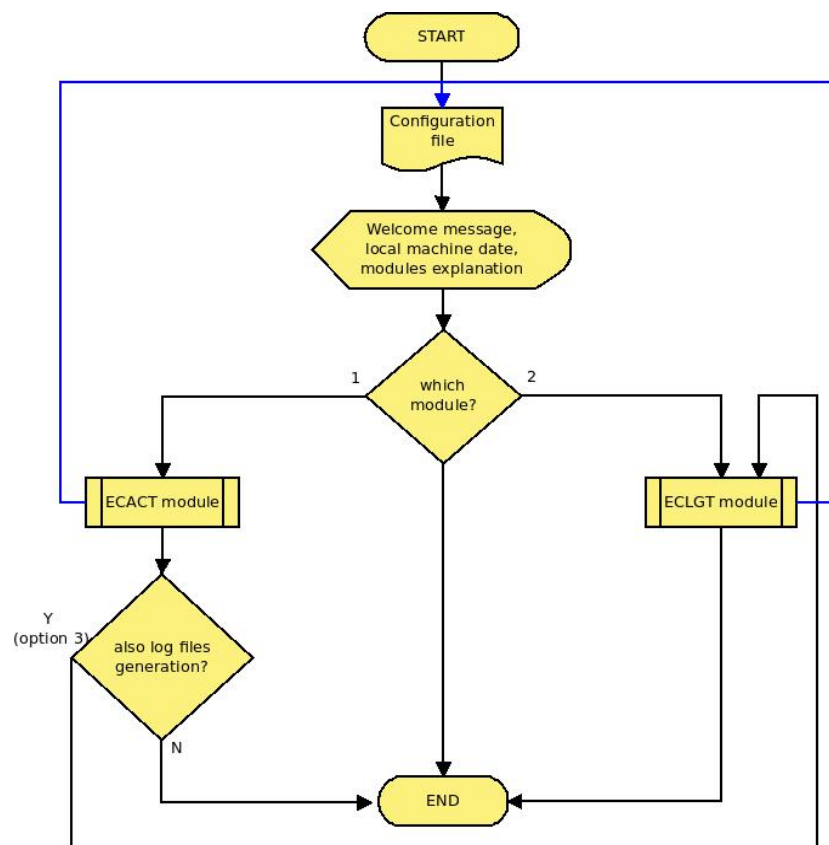 START
Configuration
file
Welcome message,
local machine date,
modules explanation
1
which
module?
2
ECACT module
ECLGT module
Y
(option 3)
also log files
generation?
N
END